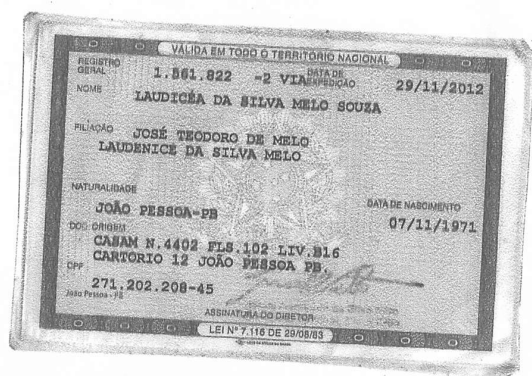 VÁLIDA EM TODO O TERRITÓRIO NACIONAL
REGISTRO GERAL 1.561.822 -2 VIA DATA DE EXPEDIÇÃO 29/11/2012
NOME LAUDICÉA DA SILVA MELO SOUZA
FILIAÇÃO JOSÉ TEODORO DE MELO
LAUDENICE DA SILVA MELO
NATURALIDADE DATA DE NASCIMENTO
JOÃO PESSOA-PB 07/11/1971
DOC ORIGEM
CASAM N.4402 FLS.102 LIV.B16
CARTORIO 12 JOÃO PESSOA PB.
CPF 271.202.208-45
João Pessoa - PB
ASSINATURA DO DIRETOR
LEI Nº 7.116 DE 29/08/83